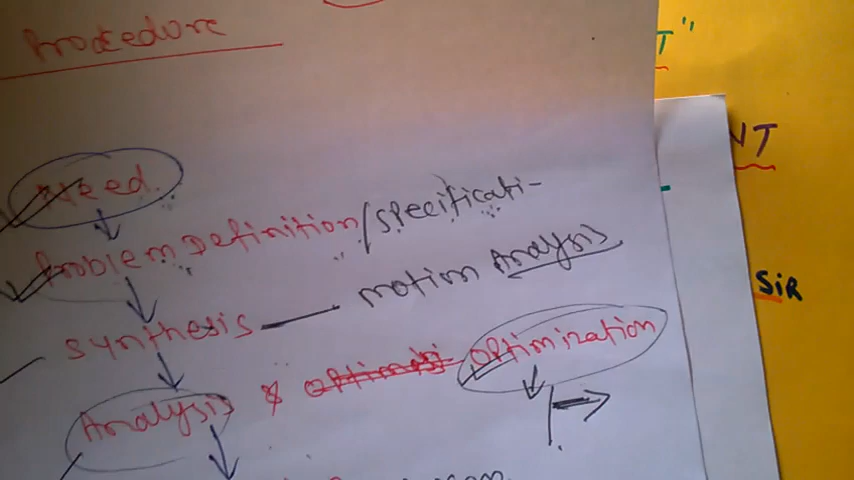 Procedure
T"
NT
Need.
Problem Definition/specificati-
synthesis — motion Analysis
SiR
Analysis & optimization